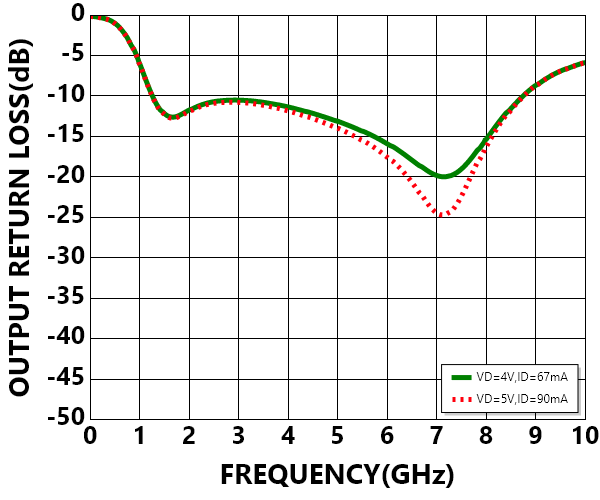 OUTPUT RETURN LOSS(dB)
0
-5
-10
-15
-20
-25
-30
-35
-40
-45
-50
0 1 2 3 4 5 6 7 8 9 10
FREQUENCY(GHz)
VD=4V,ID=67mA
VD=5V,ID=90mA